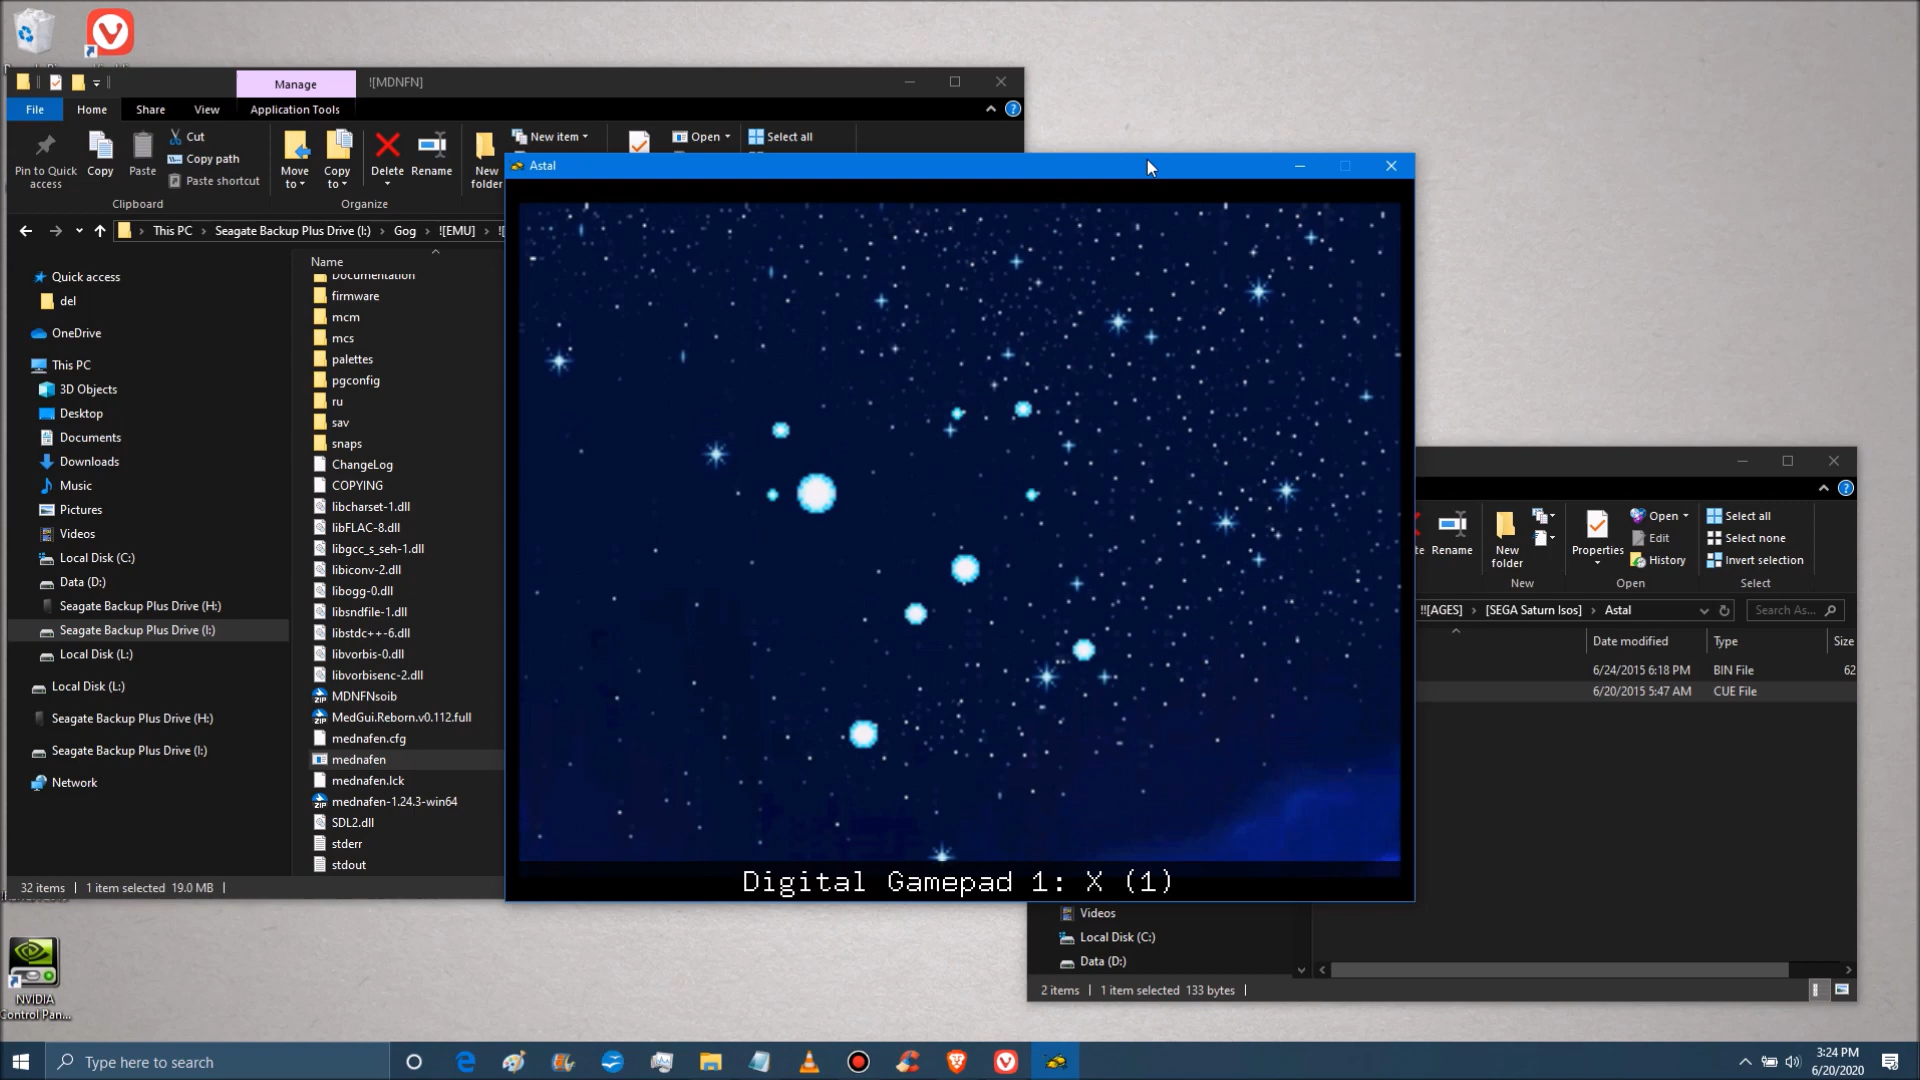 Manage
![MDNFN]
File
Home
Share
View
Application Tools
Pin to Quick access
Copy
Paste
Cut
Copy path
Paste shortcut
Move to
Copy to
Delete
Rename
New folder
New item
Open
Select all
Clipboard
Organize
Astal
This PC
Seagate Backup Plus Drive (I:)
Gog
![EMU]
Quick access
del
OneDrive
This PC
3D Objects
Desktop
Documents
Downloads
Music
Pictures
Videos
Local Disk (C:)
Data (D:)
Seagate Backup Plus Drive (H:)
Seagate Backup Plus Drive (I:)
Local Disk (L:)
Local Disk (L:)
Seagate Backup Plus Drive (H:)
Seagate Backup Plus Drive (I:)
Network
Name
Documentation
firmware
mcm
mcs
palettes
pgconfig
ru
sav
snaps
ChangeLog
COPYING
libcharset-1.dll
libFLAC-8.dll
libgcc_s_seh-1.dll
libiconv-2.dll
libogg-0.dll
libsndfile-1.dll
libstdc++-6.dll
libvorbis-0.dll
libvorbisenc-2.dll
MDNFNsoib
MedGui.Reborn.v0.112.full
mednafen.cfg
mednafen
mednafen.lck
mednafen-1.24.3-win64
SDL2.dll
stderr
stdout
32 items
1 item selected 19.0 MB
Digital Gamepad 1: X (1)
Rename
New folder
Properties
Open
Edit
History
Select all
Select none
Invert selection
New
Open
Select
!![AGES]
[SEGA Saturn Isos]
Astal
Search As...
Date modified
Type
Size
6/24/2015 6:18 PM
BIN File
62
6/20/2015 5:47 AM
CUE File
Videos
Local Disk (C:)
Data (D:)
2 items
1 item selected 133 bytes
NVIDIA
Control Pan...
Type here to search
3:24 PM
6/20/2020